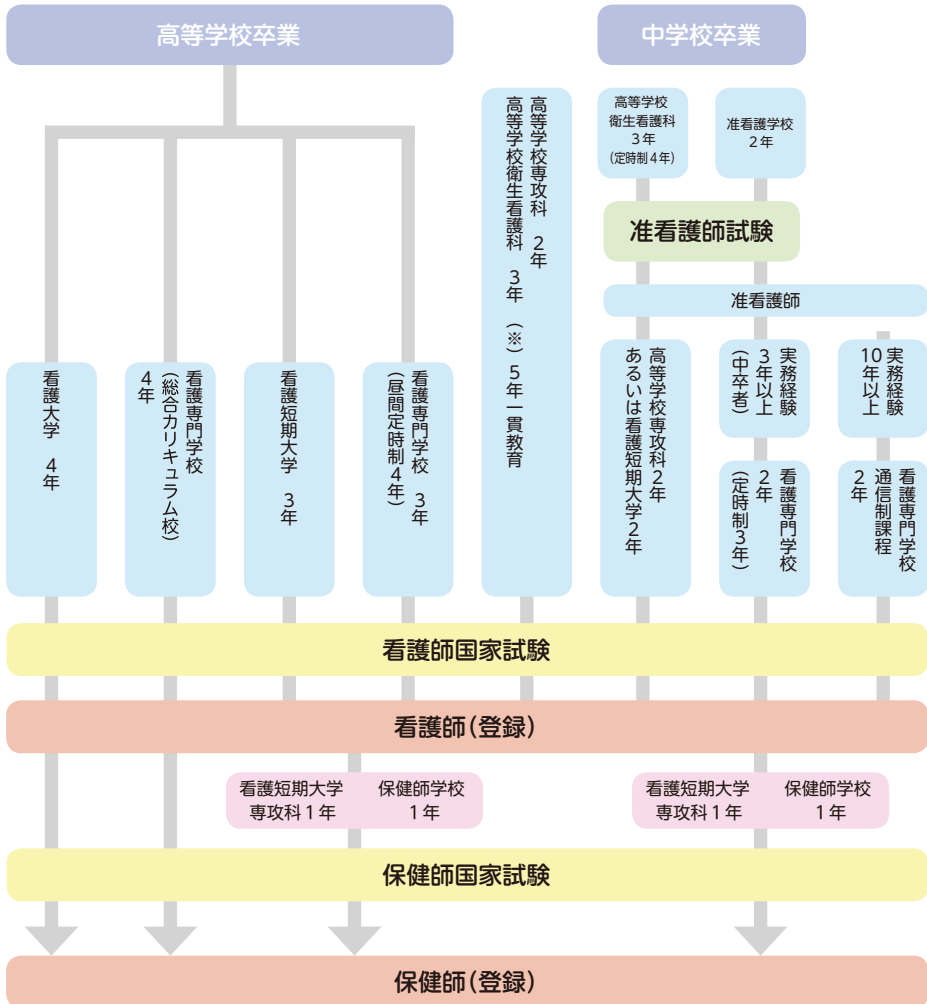 高等学校卒業
中学校卒業
高等学校専攻科 2年
高等学校衛生看護科 3年 (※) 5年一貫教育
高等学校
衛生看護科
3年
(定時制4年)
准看護学校
2年
准看護師試験
准看護師
看護大学 4年
看護専門学校
(総合カリキュラム校)
4年
看護短期大学 3年
看護専門学校 3年
(昼間定時制4年)
高等学校専攻科2年
あるいは看護短期大学2年
実務経験
3年以上
(中卒者)
実務経験
10年以上
看護専門学校
2年
(定時制3年)
看護専門学校
通信制課程
2年
看護師国家試験
看護師(登録)
看護短期大学
専攻科1年
保健師学校
1年
看護短期大学
専攻科1年
保健師学校
1年
保健師国家試験
保健師(登録)